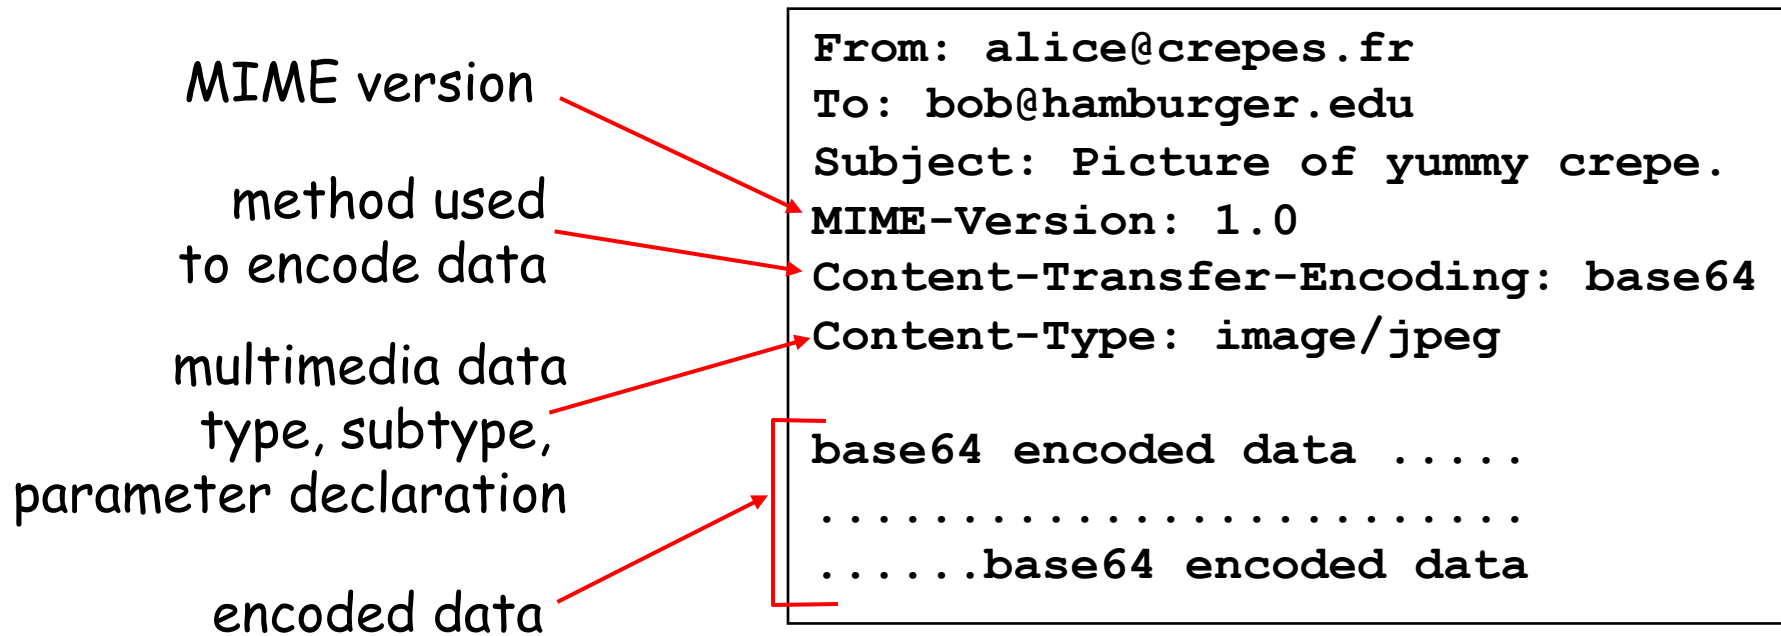 MIME version
method used
to encode data
multimedia data
type, subtype,
parameter declaration
encoded data
From: alice@crepes.fr
To: bob@hamburger.edu
Subject: Picture of yummy crepe.
MIME-Version: 1.0
Content-Transfer-Encoding: base64
Content-Type: image/jpeg
base64 encoded data .....
.........................
......base64 encoded data